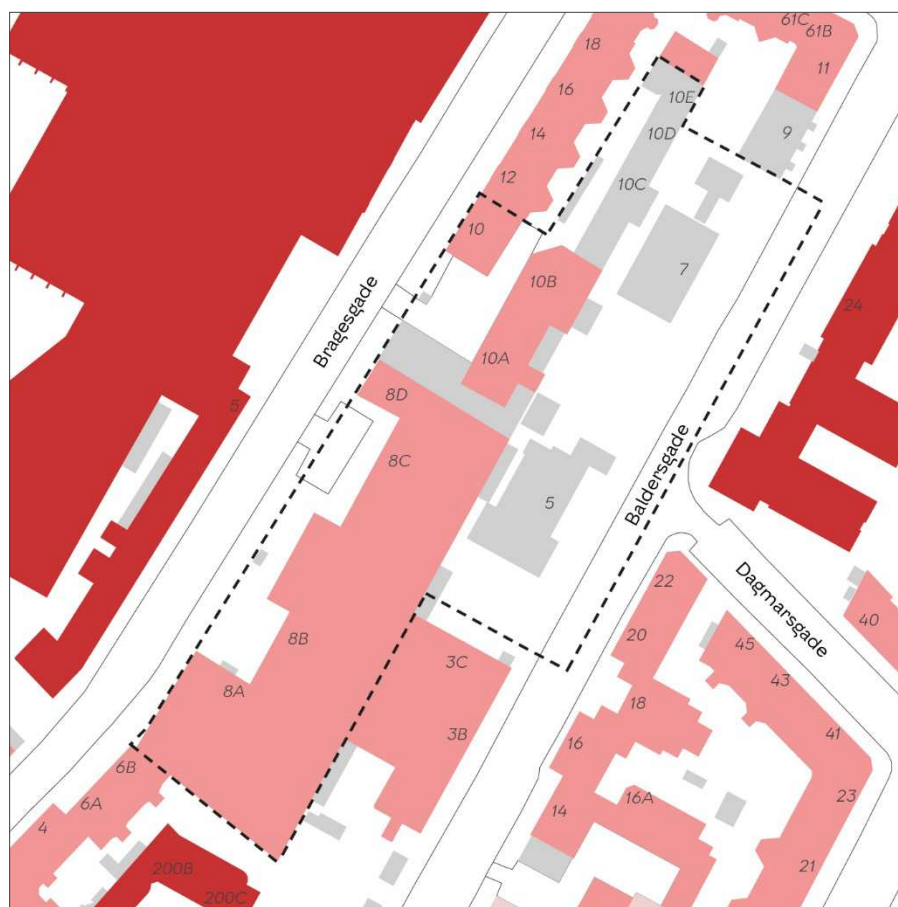 61C
61B
18
11
16
10E
14
10D
9
12
10C
10
7
10B
24
Bragesgade
10A
8D
5
8C
5
Baldersgade
22
Dagmarsgade
20
40
45
8B
3C
43
8A
18
3B
41
16
6B
23
16A
6A
14
4
21
200B
200C